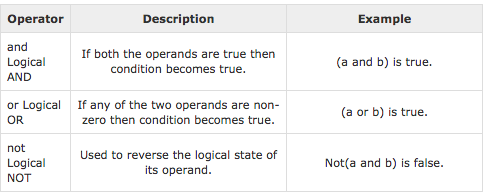 Operator Description Example
and
Logical
AND
If both the operands are true then
condition becomes true.
(a and b) is true.
or Logical
OR
If any of the two operands are non-
zero then condition becomes true.
(a or b) is true.
not
Logical
NOT
Used to reverse the logical state of
its operand.
Not(a and b) is false.